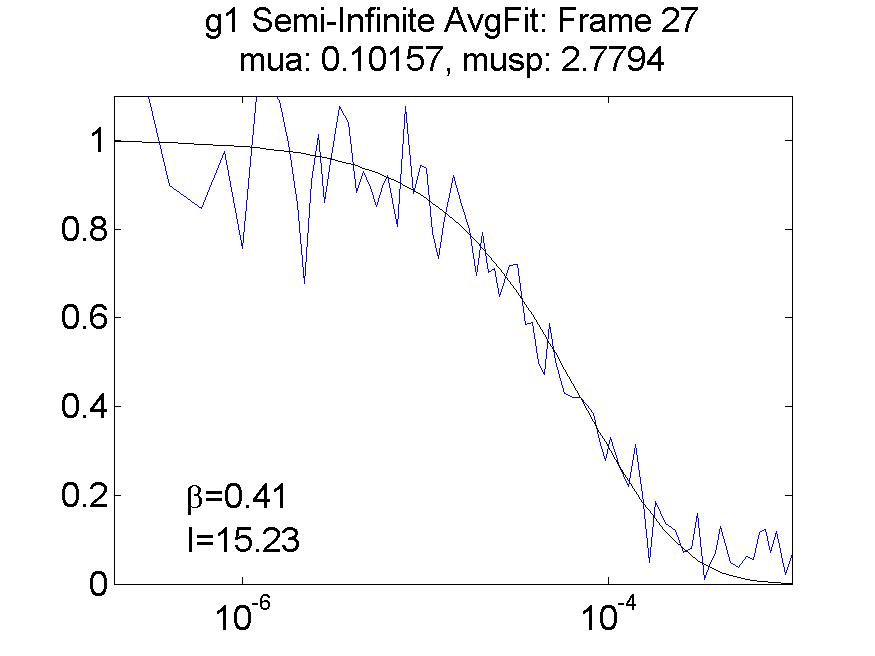 g1 Semi-Infinite AvgFit: Frame 27
mua: 0.10157, musp: 2.7794
1
0.8
0.6
0.4
0.2
0
β=0.41
I=15.23
10^-6
10^-4